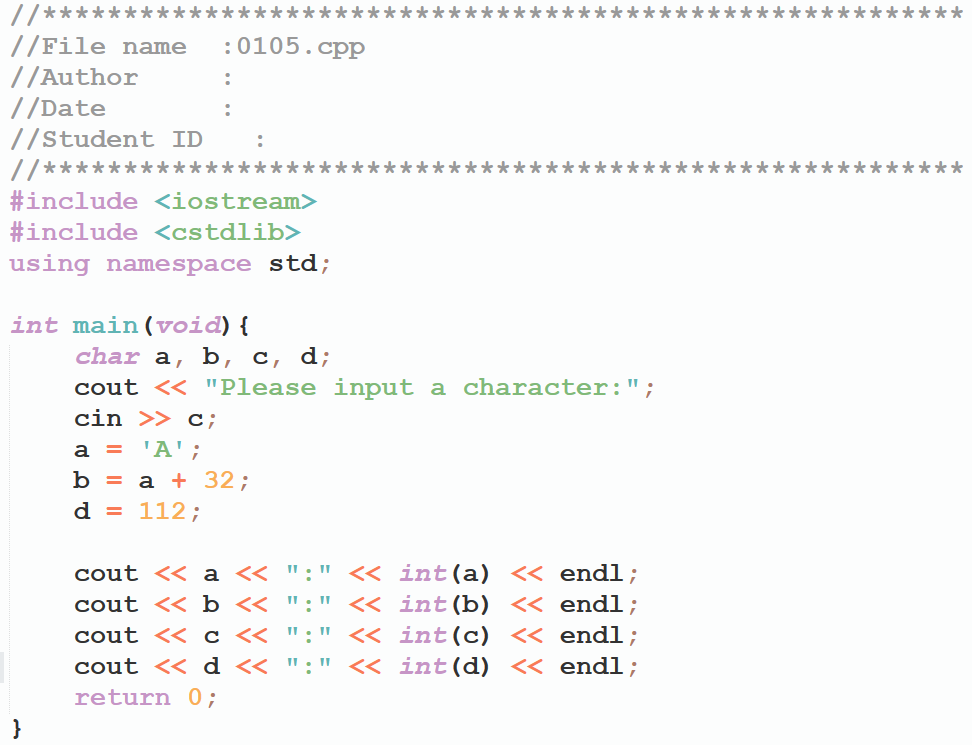 //*********************************************************
//File name  :0105.cpp
//Author     :
//Date       :
//Student ID   :
//*********************************************************
#include <iostream>
#include <cstdlib>
using namespace std;

int main(void){
    char a, b, c, d;
    cout << "Please input a character:";
    cin >> c;
    a = 'A';
    b = a + 32;
    d = 112;

    cout << a << ":" << int(a) << endl;
    cout << b << ":" << int(b) << endl;
    cout << c << ":" << int(c) << endl;
    cout << d << ":" << int(d) << endl;
    return 0;
}